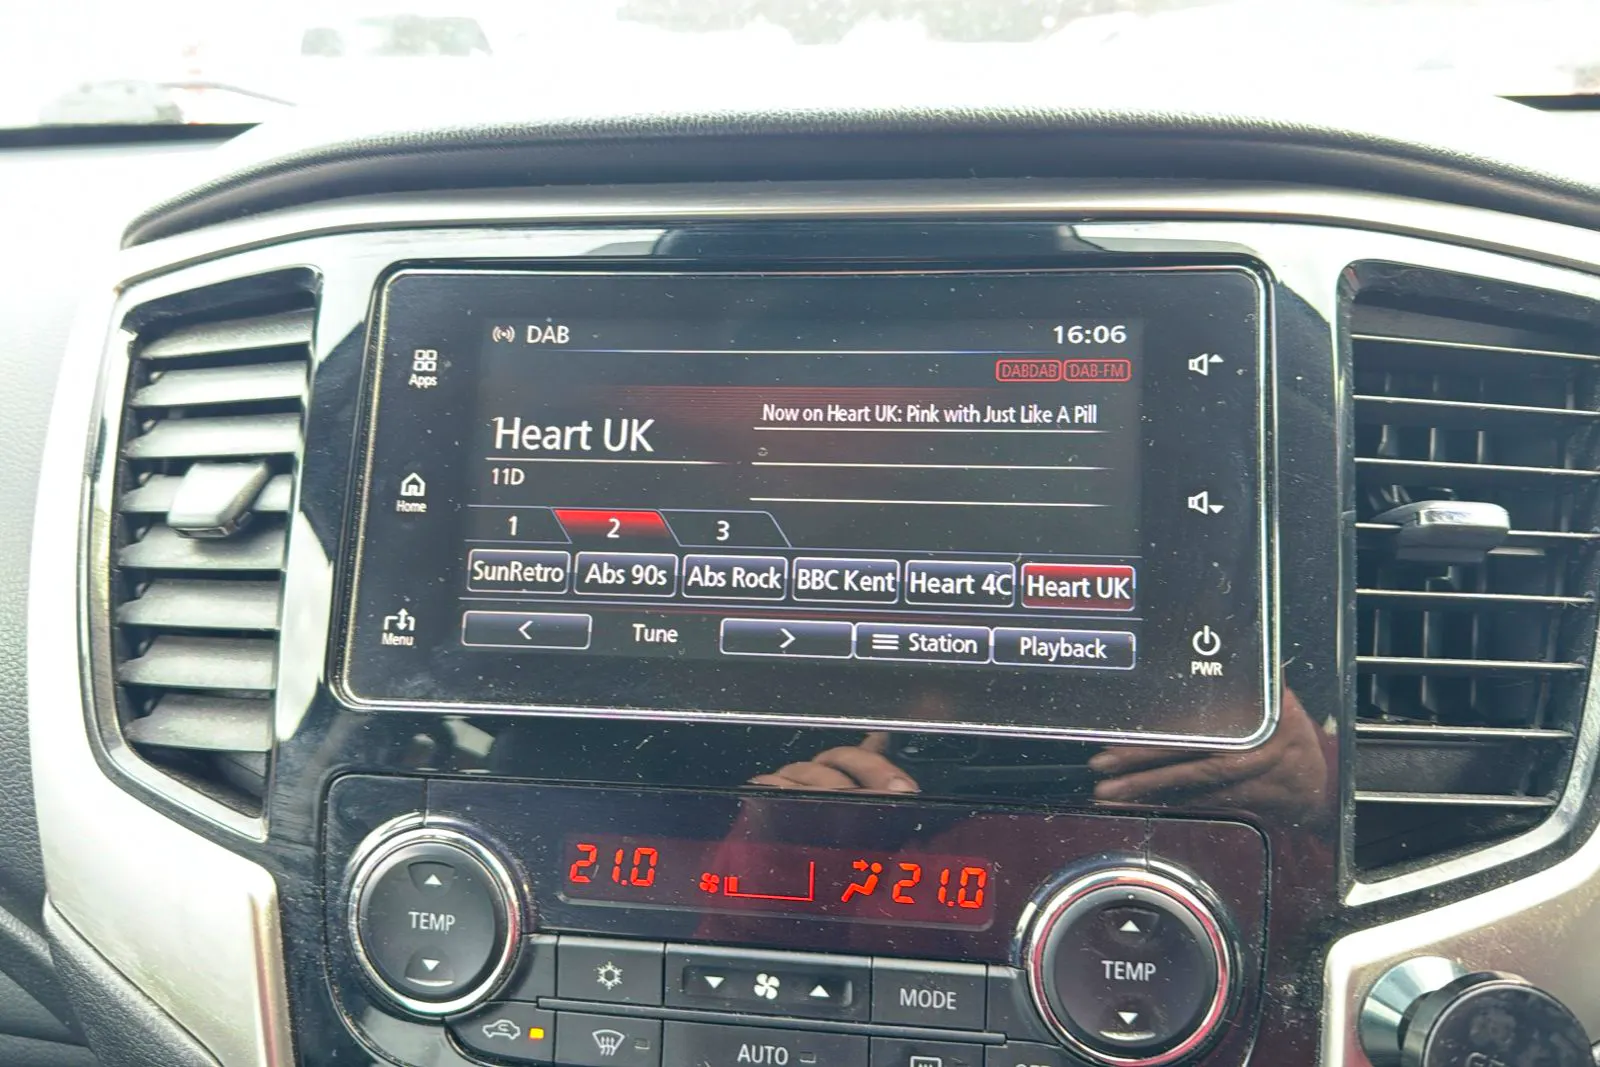 DAB
16:06
Apps
DABDAB DAB-FM
Now on Heart UK: Pink with Just Like A Pill
Heart UK
11D
Home
1 2 3
SunRetro Abs 90s Abs Rock BBC Kent Heart 4C Heart UK
Menu
< Tune > Station Playback
PWR
21.0 21.0
TEMP
TEMP
MODE
AUTO